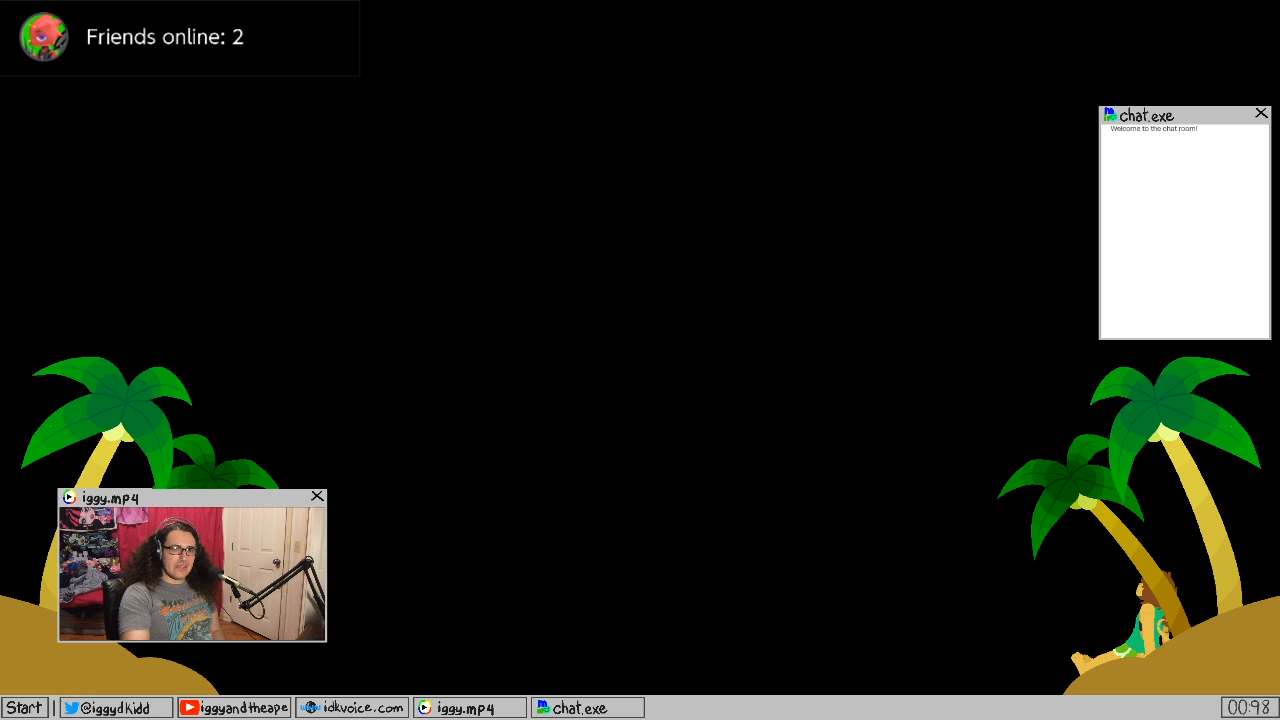 Friends online: 2
chat.exe
Welcome to the chat room!
iggy.mp4
Start
@iggydkidd
iggyandtheape
idkvoice.com
iggy.mp4
chat.exe
00:98